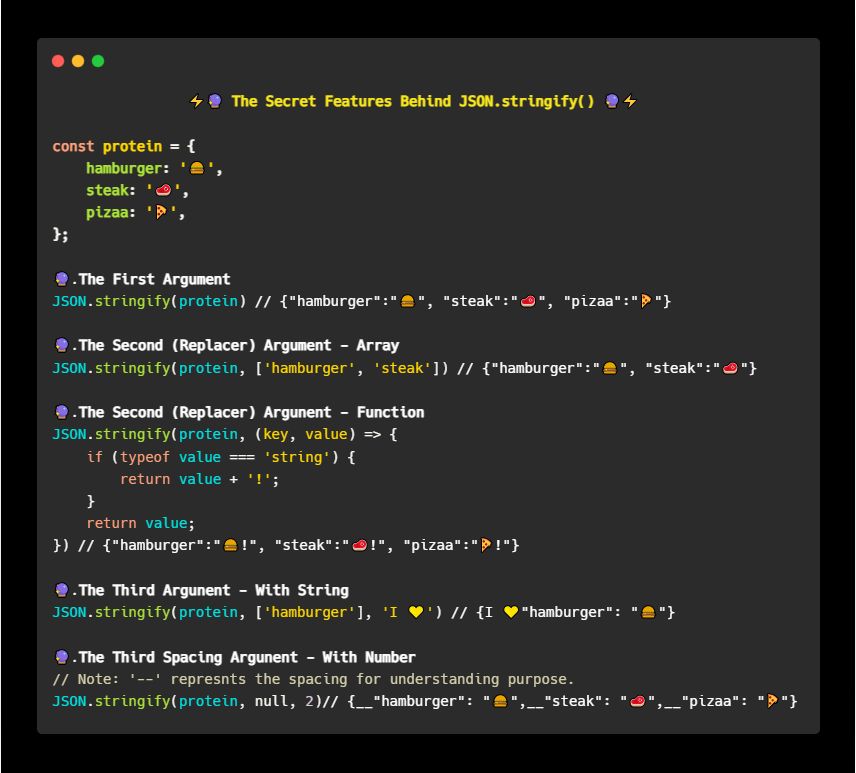 ⚡🔮 The Secret Features Behind JSON.stringify() 🔮⚡
const protein = {
    hamburger: '🍔',
    steak: '🥩',
    pizaa: '🍕',
};
🔮.The First Argument
JSON.stringify(protein) // {"hamburger":"🍔", "steak":"🥩", "pizaa":"🍕"}
🔮.The Second (Replacer) Argument - Array
JSON.stringify(protein, ['hamburger', 'steak']) // {"hamburger":"🍔", "steak":"🥩"}
🔮.The Second (Replacer) Argunent - Function
JSON.stringify(protein, (key, value) => {
    if (typeof value === 'string') {
        return value + '!';
    }
    return value;
}) // {"hamburger":"🍔!", "steak":"🥩!", "pizaa":"🍕!"}
🔮.The Third Argunent - With String
JSON.stringify(protein, ['hamburger'], 'I 💛') // {I 💛"hamburger": "🍔"}
🔮.The Third Spacing Argunent - With Number
// Note: '--' represnts the spacing for understanding purpose.
JSON.stringify(protein, null, 2)// {__"hamburger": "🍔",__"steak": "🥩",__"pizaa": "🍕"}